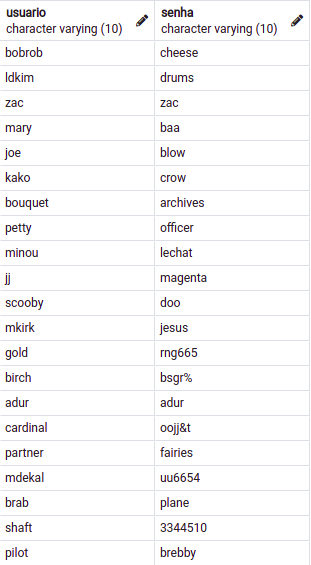 usuario senha
character varying (10) character varying (10)
bobrob cheese
ldkim drums
zac zac
mary baa
joe blow
kako crow
bouquet archives
petty officer
minou lechat
jj magenta
scooby doo
mkirk jesus
gold rng665
birch bsgr%
adur adur
cardinal oojj&t
partner fairies
mdekal uu6654
brab plane
shaft 3344510
pilot brebby